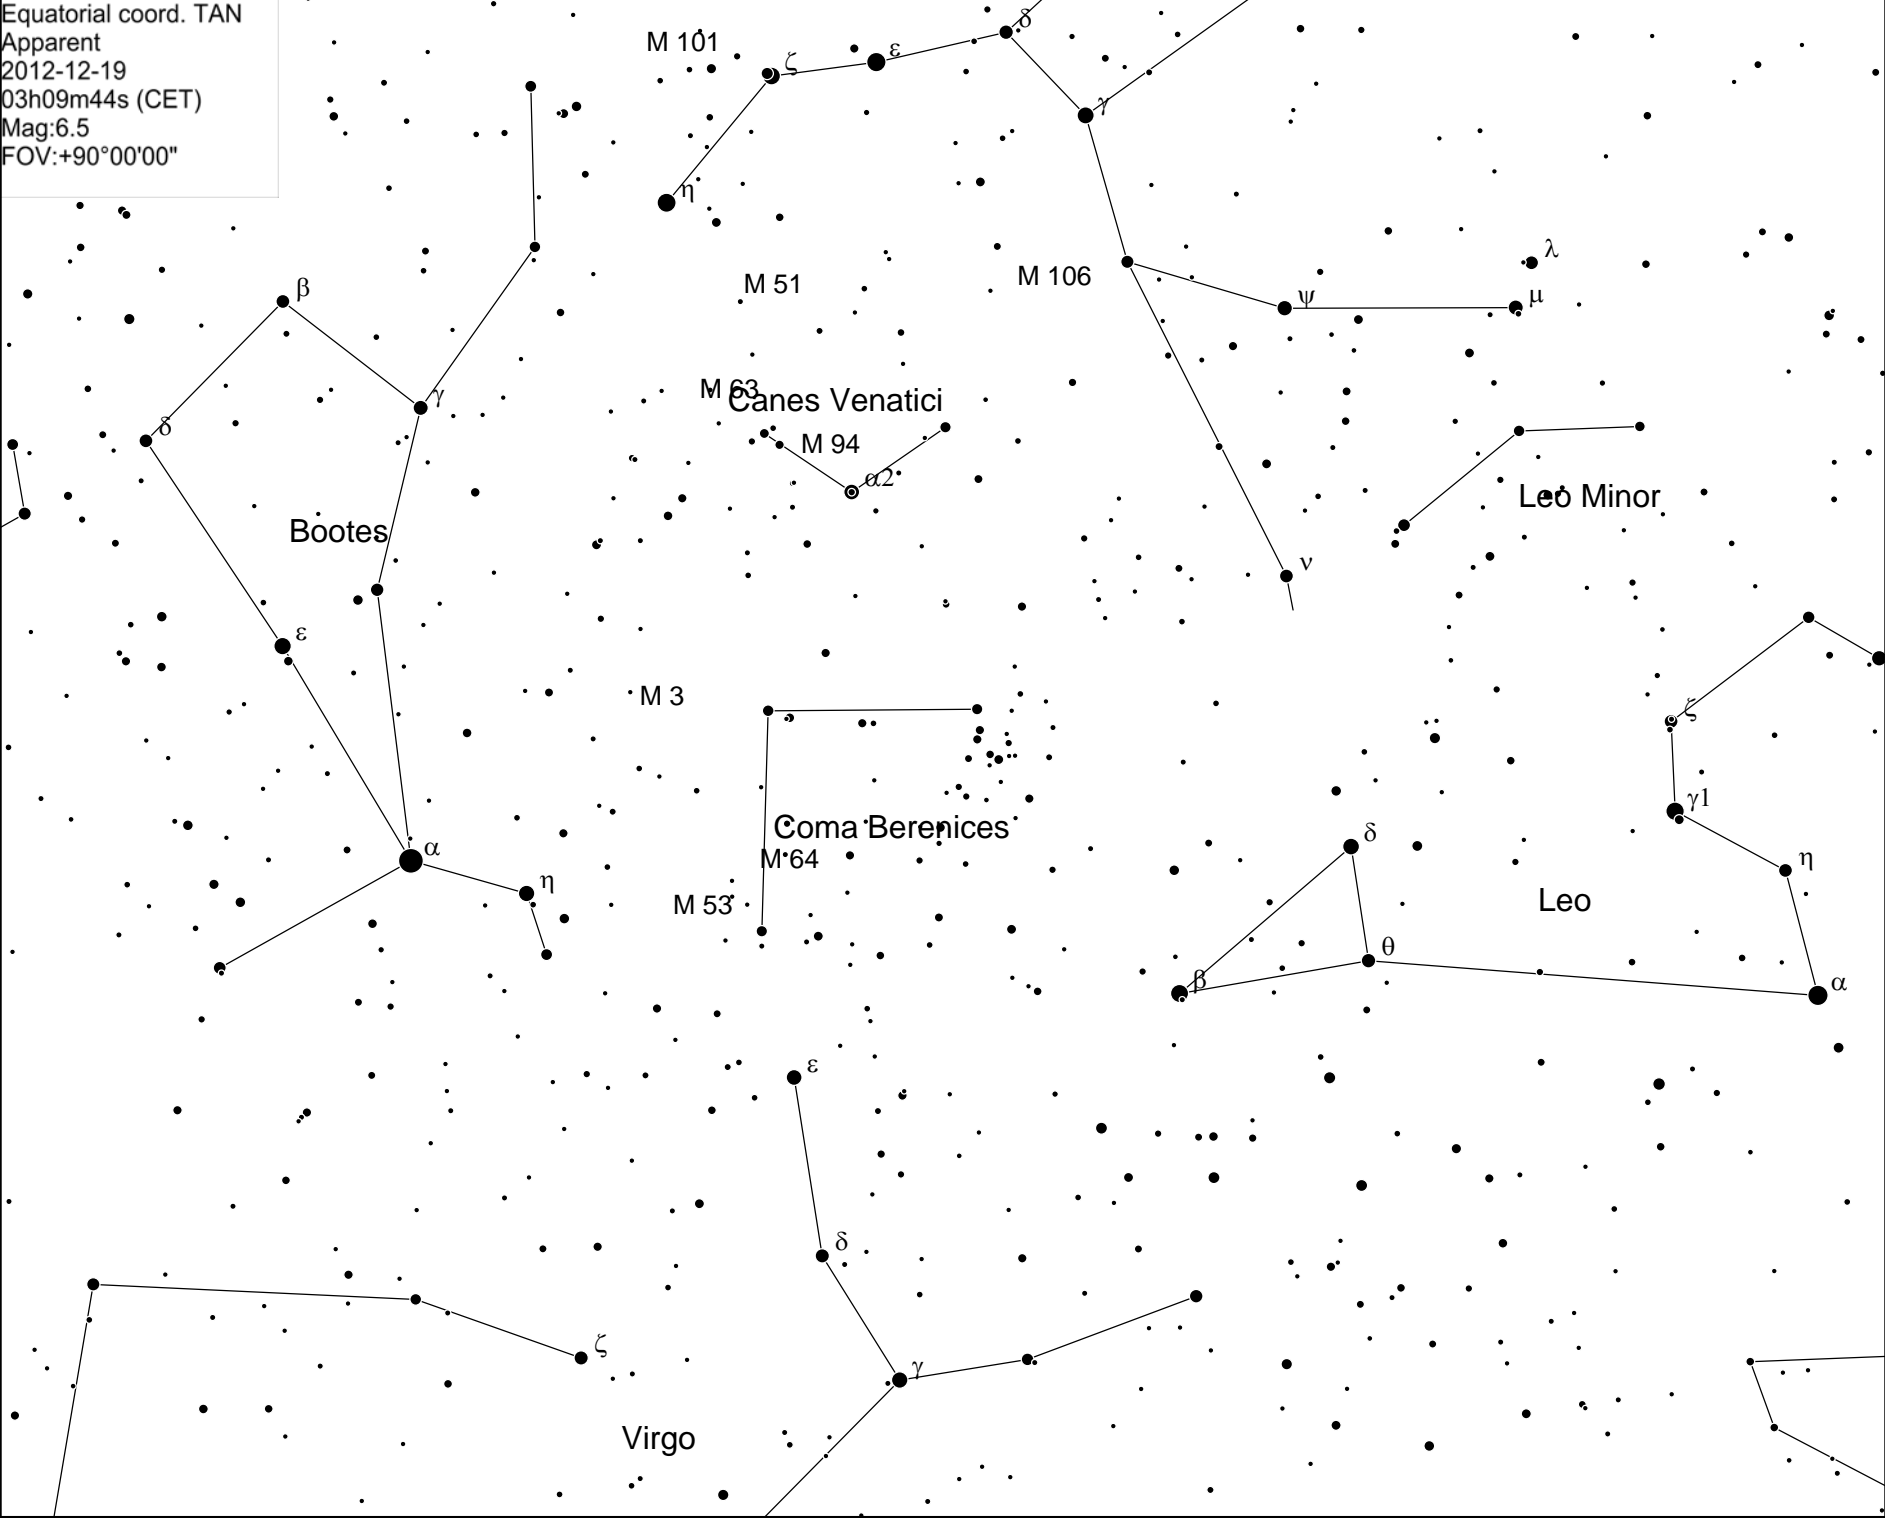 Equatorial coord. TAN
Apparent
2012-12-19
03h09m44s (CET)
Mag:6.5
FOV:+90°00'00"
δ
M 101
ζ
ε
γ
η
λ
M 51
M 106
β
ψ
μ
M 63
Canes Venatici
γ
δ
M 94
α2
Leo Minor
Bootes
ν
ε
M 3
ζ
γ1
Coma Berenices
δ
α
M 64
η
η
Leo
M 53
θ
β
α
ε
δ
ζ
γ
Virgo